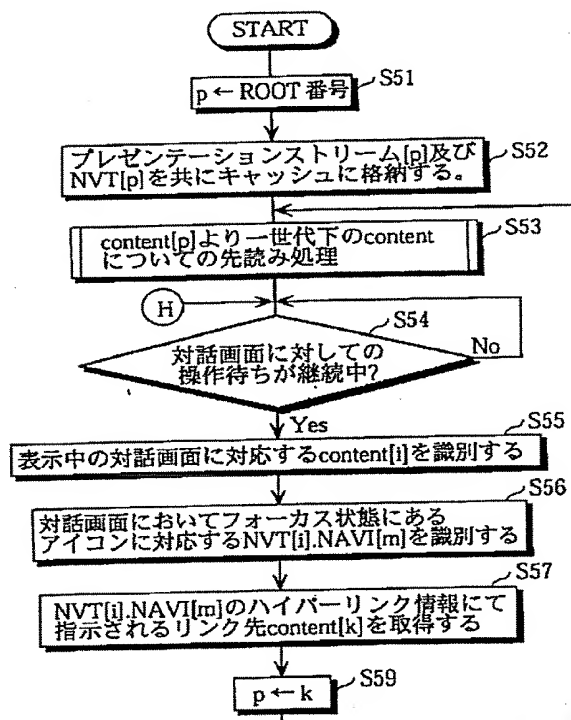 START
p ← ROOT 番号
S51
プレゼンテーションストリーム[p]及び
NVT[p]を共にキャッシュに格納する。
S52
content[p]より一世代下のcontent
についての先読み処理
S53
H
S54
対話画面に対しての
操作待ちが継続中?
No
Yes
S55
表示中の対話画面に対応するcontent[i]を識別する
S56
対話画面においてフォーカス状態にある
アイコンに対応するNVT[i].NAVI[m]を識別する
S57
NVT[i].NAVI[m]のハイパーリンク情報にて
指示されるリンク先content[k]を取得する
p ← k
S59